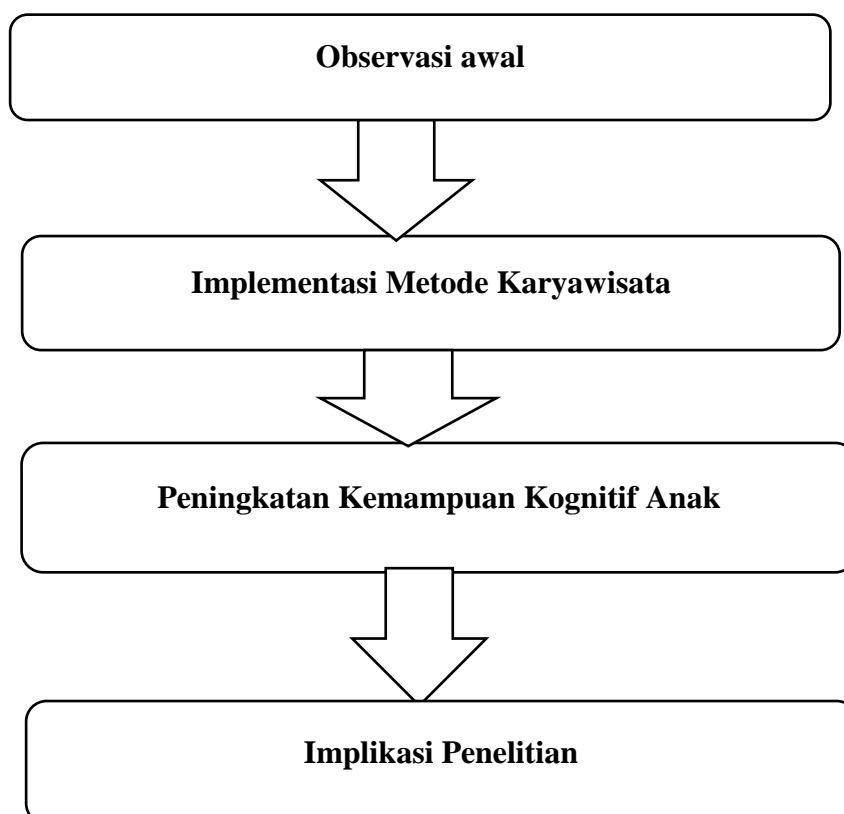 Observasi awal
Implementasi Metode Karyawisata
Peningkatan Kemampuan Kognitif Anak
Implikasi Penelitian